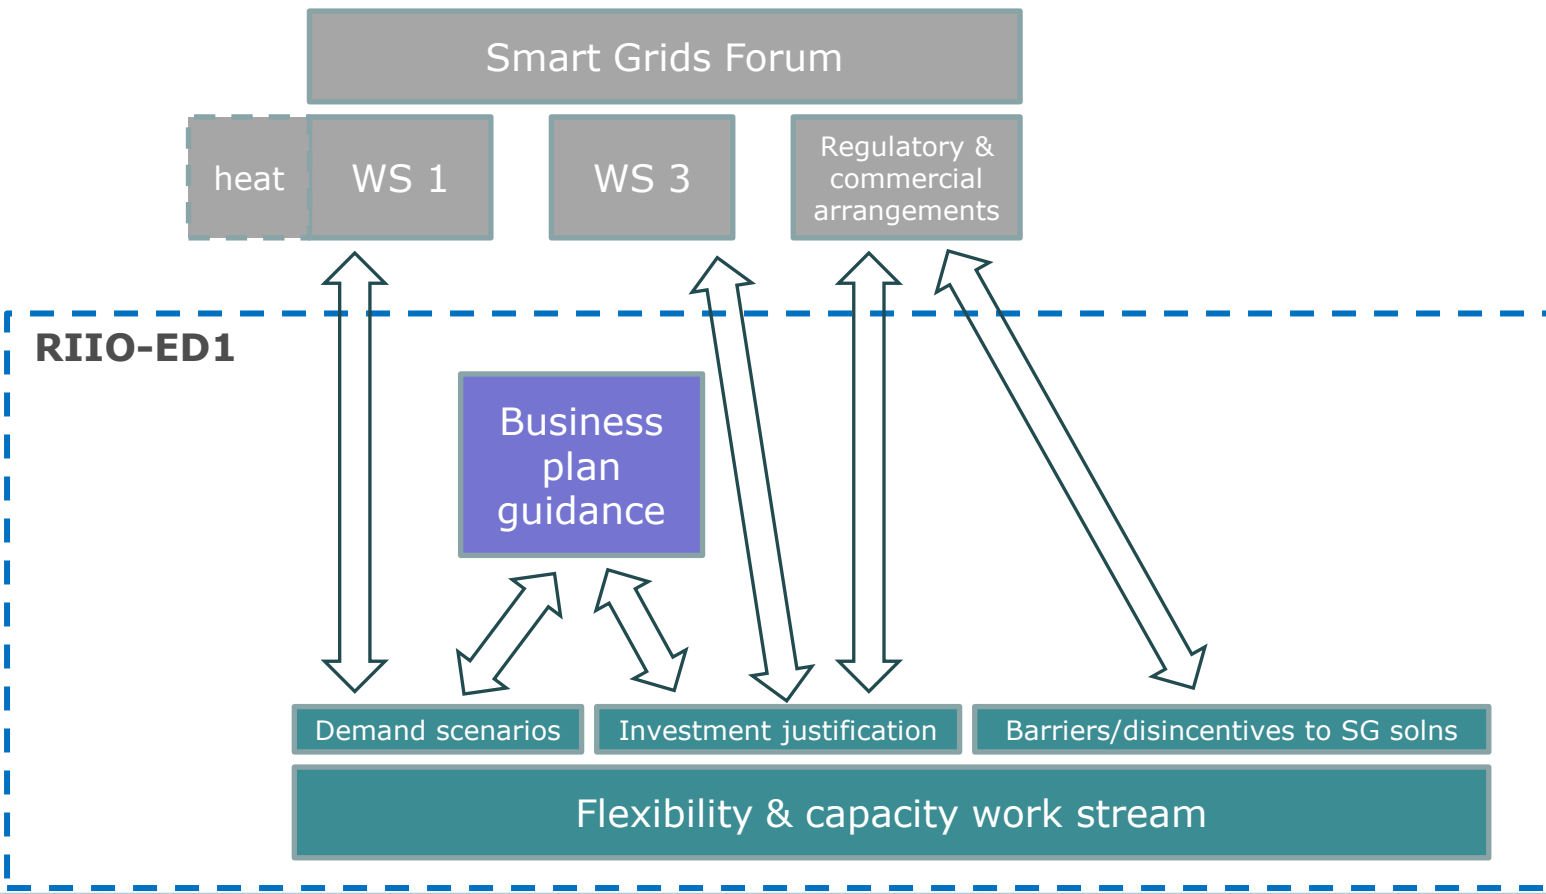 Smart Grids Forum
heat
WS 1
WS 3
Regulatory &
commercial
arrangements
RIIO-ED1
Business
plan
guidance
Demand scenarios
Investment justification
Barriers/disincentives to SG solns
Flexibility & capacity work stream